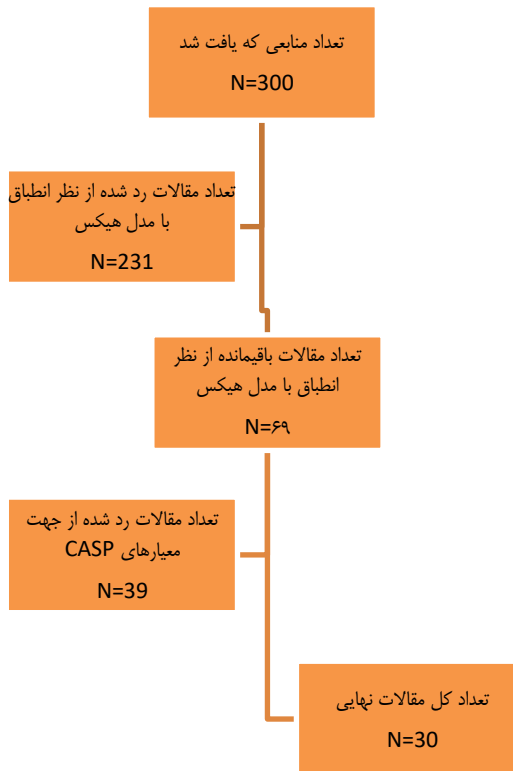 تعداد منابعی که یافت شد
N=300
تعداد مقالات رد شده از نظر انطباق
با مدل هیکس
N=231
تعداد مقالات باقیمانده از نظر
انطباق با مدل هیکس
N=۶۹
تعداد مقالات رد شده از جهت
معیارهای CASP
N=39
تعداد کل مقالات نهایی
N=30